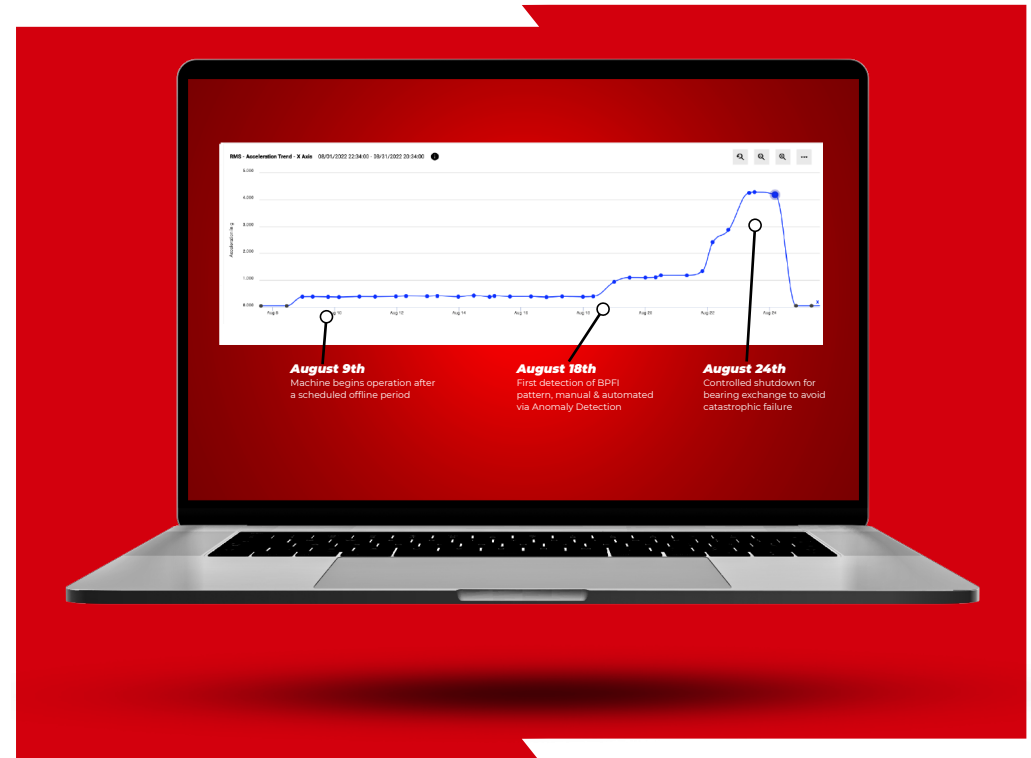 RMS - Acceleration Trend - X Axis 08/01/2022 22:34:00 - 08/31/2022 20:34:00
5.000
4.000
3.000
2.000
1.000
0.000
Acceleration in g
Aug 8
Aug 10
Aug 12
Aug 14
Aug 16
Aug 18
Aug 20
Aug 22
Aug 24
X
August 9th
Machine begins operation after
a scheduled offline period
August 18th
First detection of BPFI
pattern, manual & automated
via Anomaly Detection
August 24th
Controlled shutdown for
bearing exchange to avoid
catastrophic failure